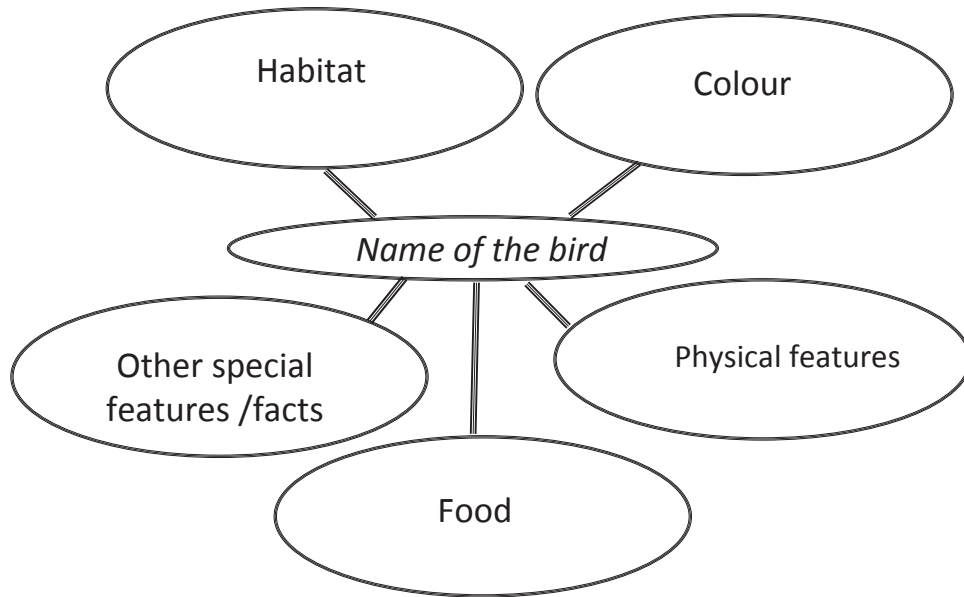 Habitat
Colour
Name of the bird
Other special
features /facts
Physical features
Food